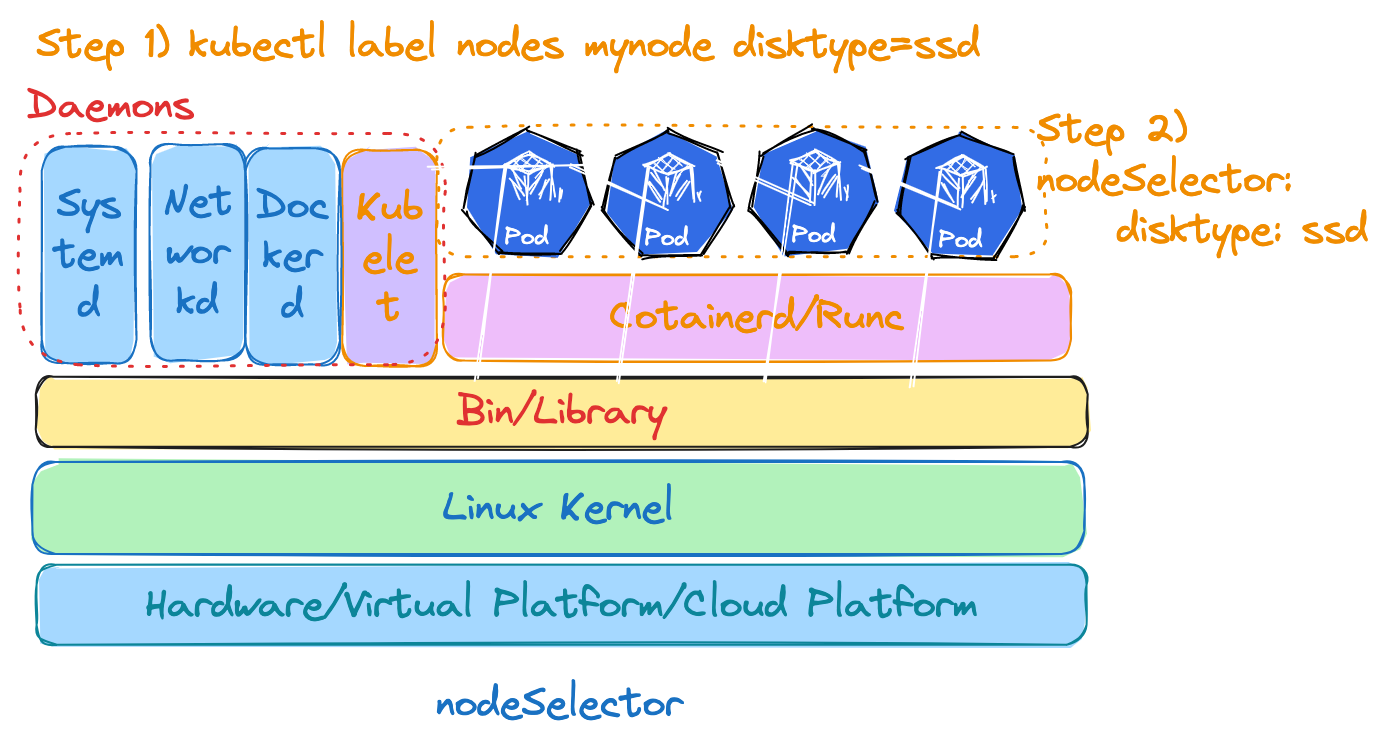 Step 1) kubectl label nodes mynode disktype=ssd
Daemons
Sys
tem
d
Net
wor
kd
Doc
ker
d
Kub
ele
t
Pod
Pod
Pod
Pod
Step 2)
nodeSelector:
disktype: ssd
Cotainerd/Runc
Bin/Library
Linux Kernel
Hardware/Virtual Platform/Cloud Platform
nodeSelector